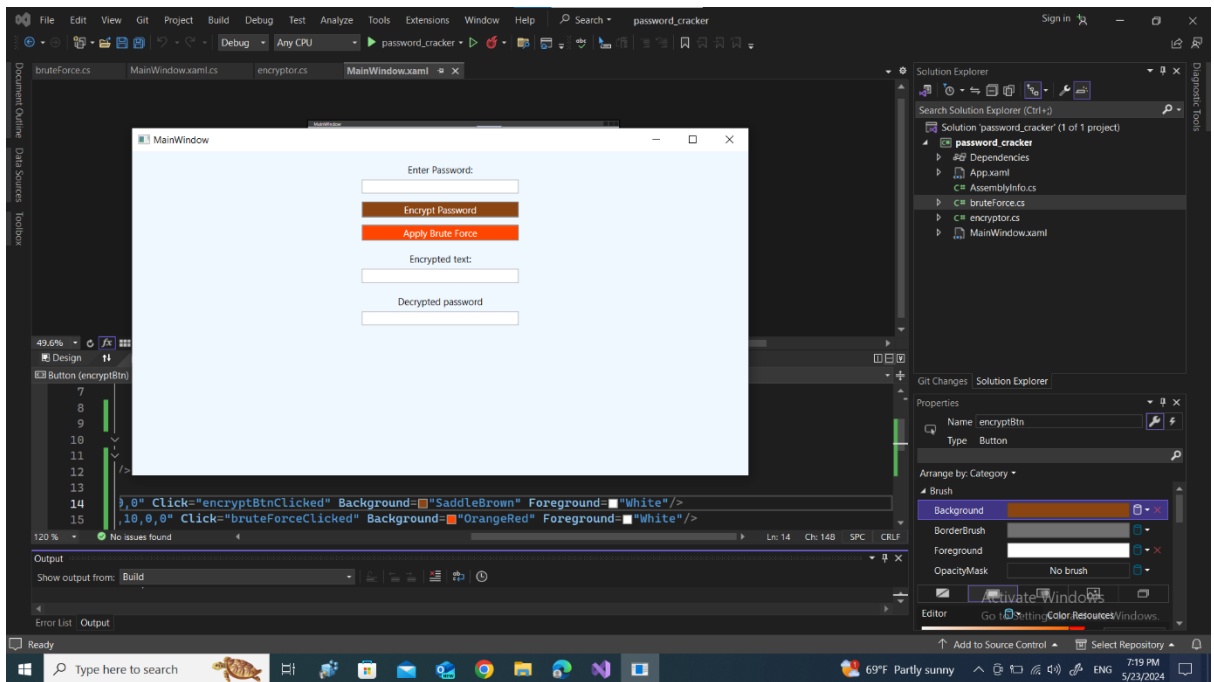 File Edit View Git Project Build Debug Test Analyze Tools Extensions Window Help Search password_cracker Sign in
Debug Any CPU password_cracker
bruteForce.cs MainWindow.xaml.cs encryptor.cs MainWindow.xaml
Document Outline
Data Sources
Toolbox
MainWindow
MainWindow
Enter Password:
Encrypt Password
Apply Brute Force
Encrypted text:
Decrypted password
49.6%
Design
Button (encryptBtn)
7
8
9
10
11
12 />
13
14 0,0" Click="encryptBtnClicked" Background="SaddleBrown" Foreground="White"/>
15 ,10,0,0" Click="bruteForceClicked" Background="OrangeRed" Foreground="White"/>
120 % No issues found Ln: 14 Ch: 148 SPC CRLF
Output
Show output from: Build
Error List Output
Solution Explorer
Search Solution Explorer (Ctrl+;)
Solution 'password_cracker' (1 of 1 project)
password_cracker
Dependencies
App.xaml
C# AssemblyInfo.cs
C# bruteForce.cs
C# encryptor.cs
MainWindow.xaml
Git Changes Solution Explorer
Properties
Name encryptBtn
Type Button
Arrange by: Category
Brush
Background
BorderBrush
Foreground
OpacityMask No brush
Editor Color Resources
Activate Windows
Go to Settings to activate Windows.
Diagnostic Tools
Ready Add to Source Control Select Repository
Type here to search 69°F Partly sunny ENG 7:19 PM
5/23/2024